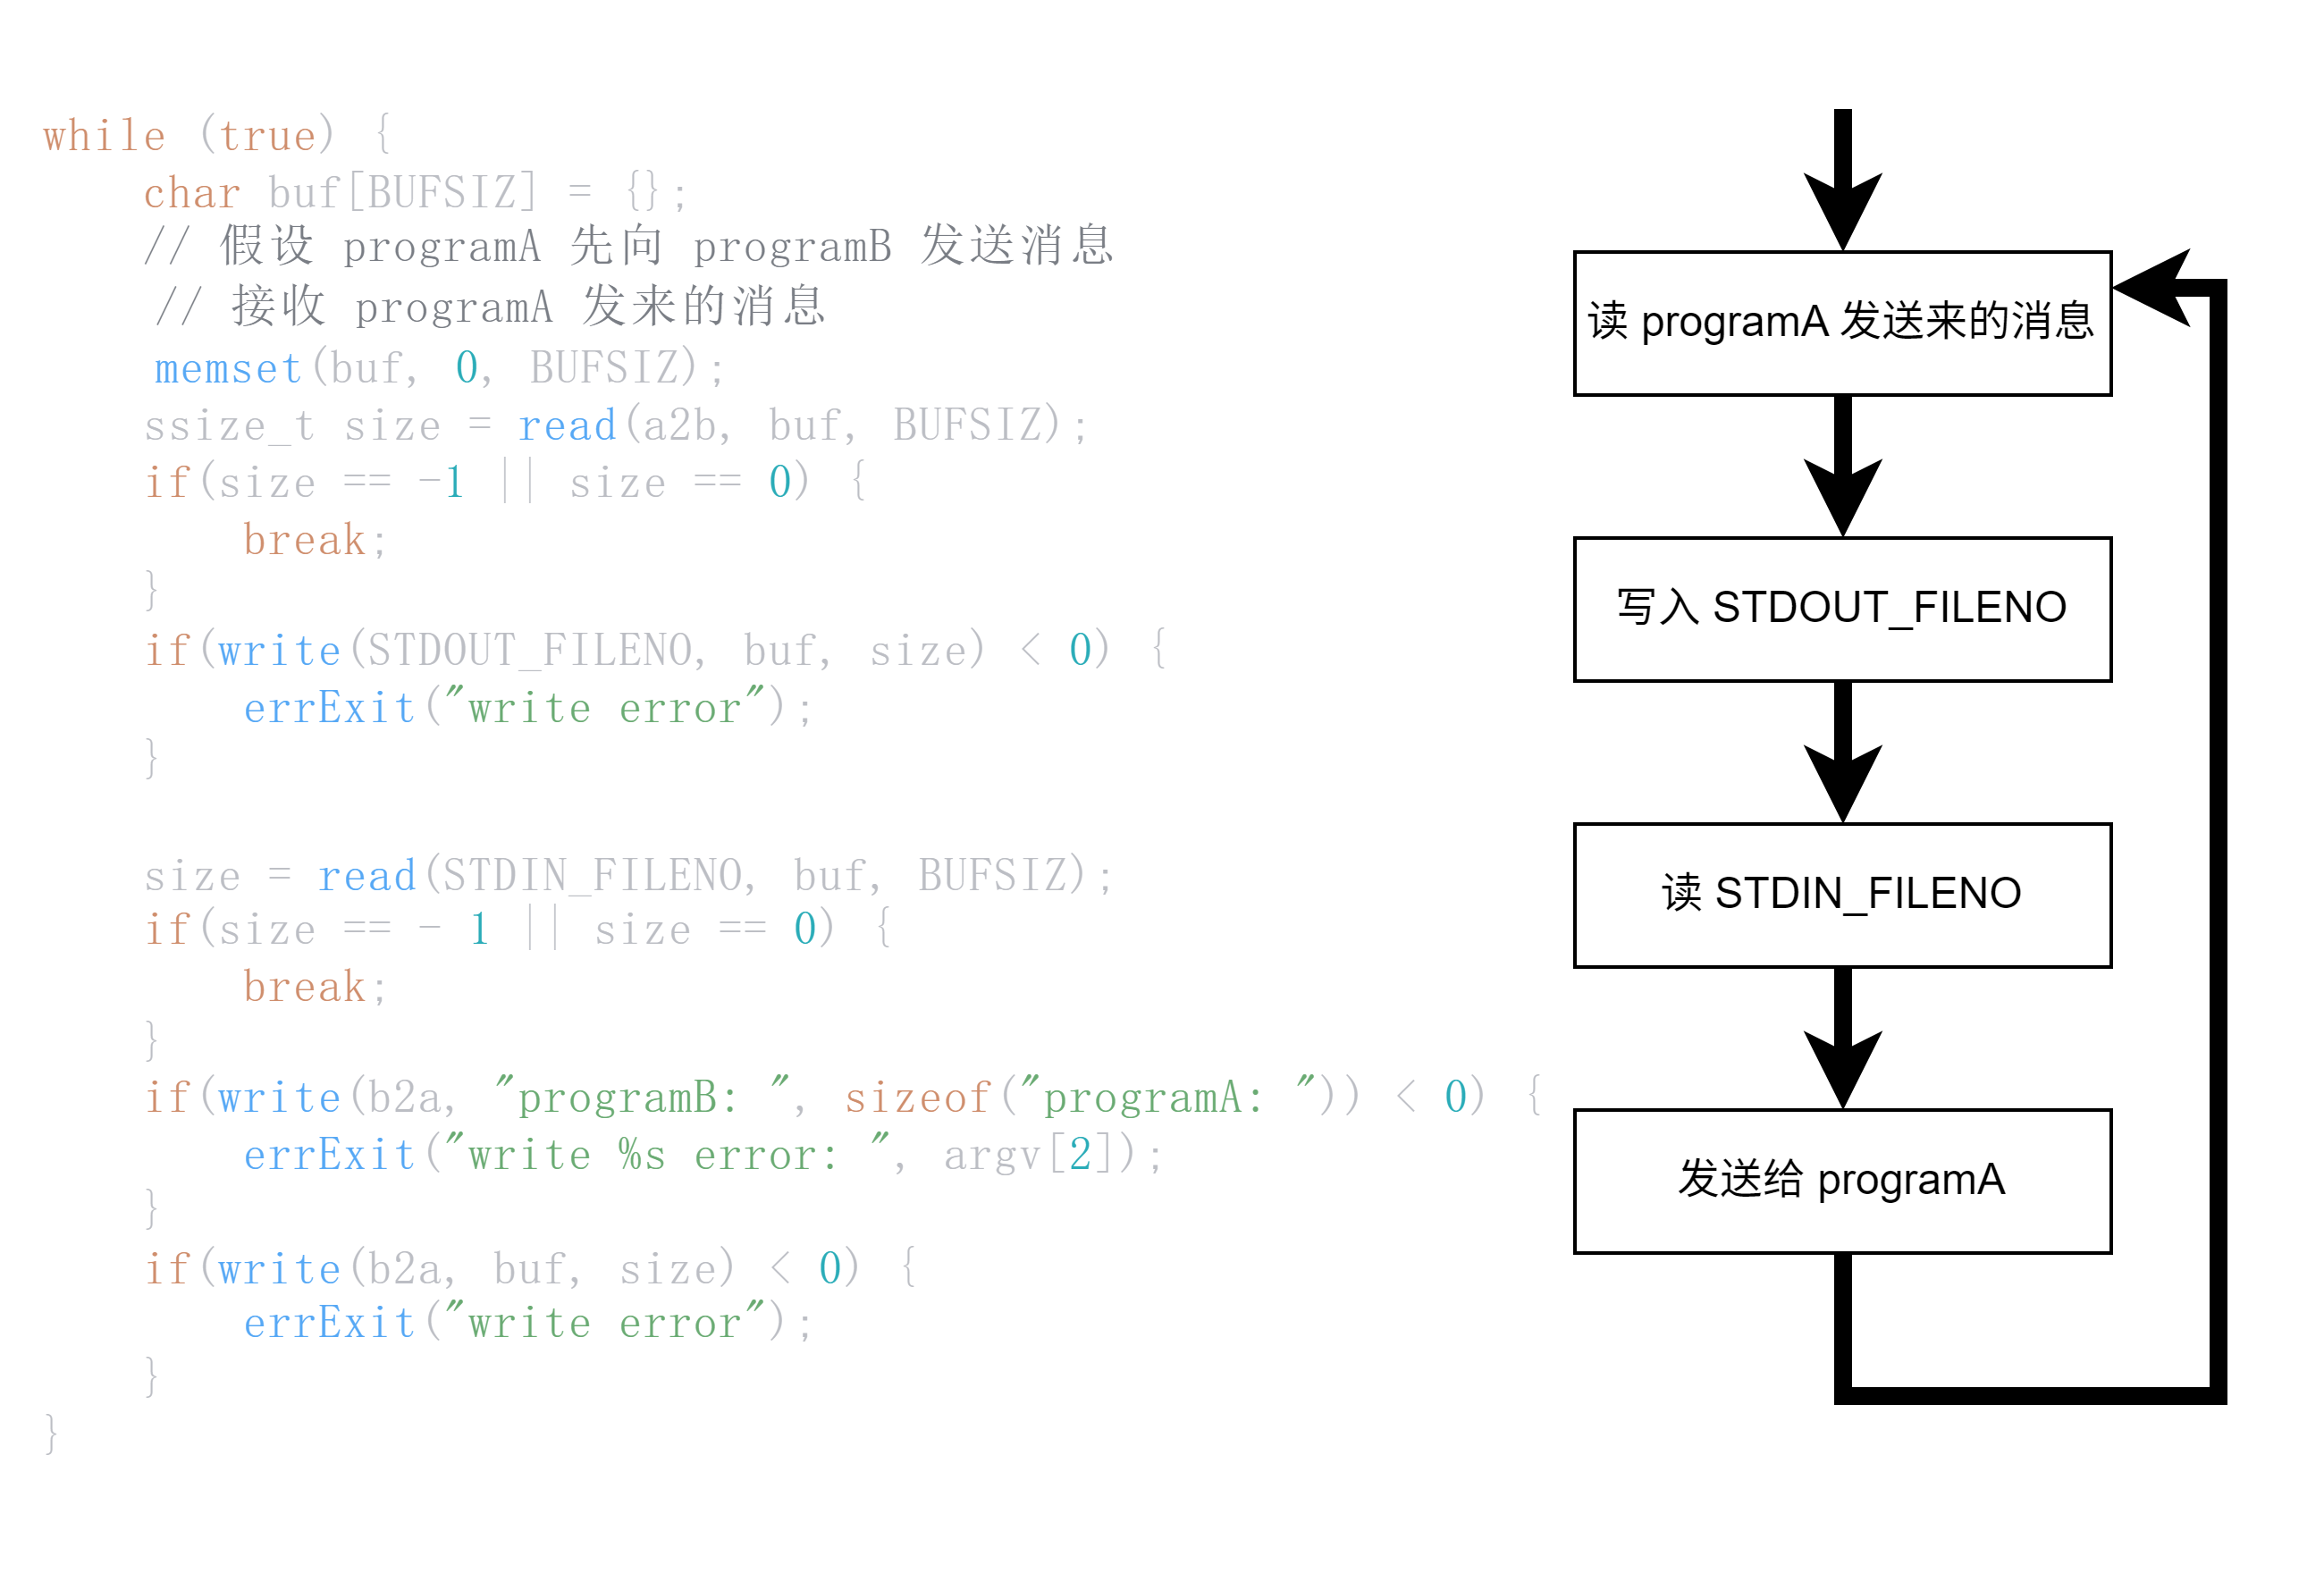 while (true) {
char buf[BUFSIZ] = {};
// 假设 programA 先向 programB 发送消息
// 接收 programA 发来的消息
memset(buf, 0, BUFSIZ);
ssize_t size = read(a2b, buf, BUFSIZ);
if(size == -1 || size == 0) {
break;
}
if(write(STDOUT_FILENO, buf, size) < 0) {
errExit("write error");
}
size = read(STDIN_FILENO, buf, BUFSIZ);
if(size == - 1 || size == 0) {
break;
}
if(write(b2a, "programB: ", sizeof("programA: ")) < 0) {
errExit("write %s error: ", argv[2]);
}
if(write(b2a, buf, size) < 0) {
errExit("write error");
}
}
读 programA 发送来的消息
写入 STDOUT_FILENO
读 STDIN_FILENO
发送给 programA